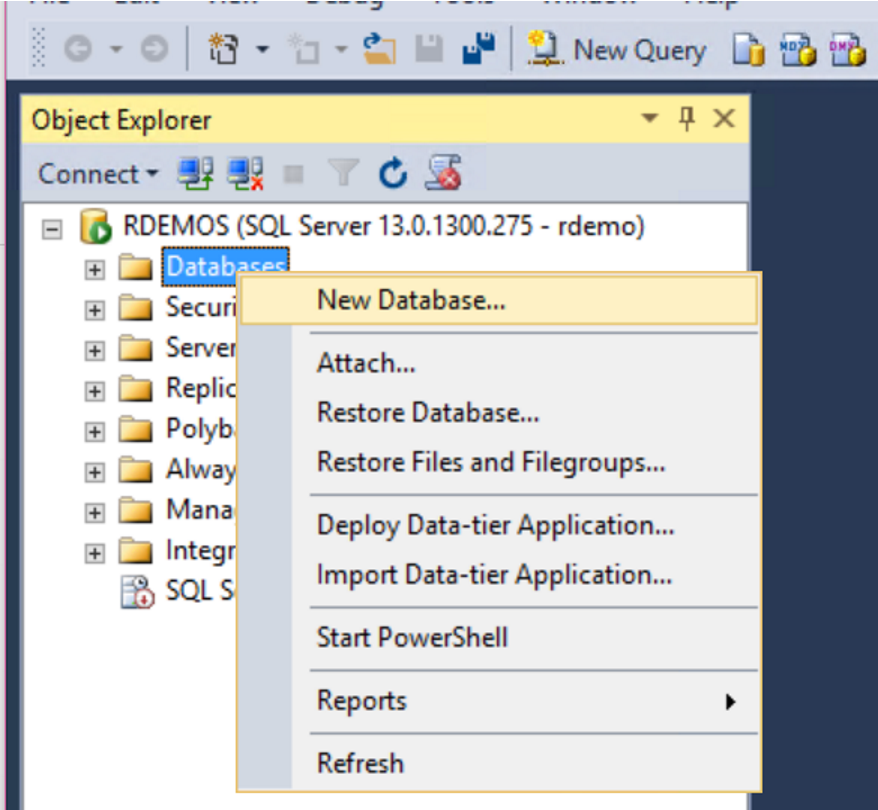 New Query
Object Explorer
Connect
RDEMOS (SQL Server 13.0.1300.275 - rdemo)
Databases
Securi
Server
Replic
Polyb
Alway
Mana
Integr
SQL S
New Database...
Attach...
Restore Database...
Restore Files and Filegroups...
Deploy Data-tier Application...
Import Data-tier Application...
Start PowerShell
Reports
Refresh